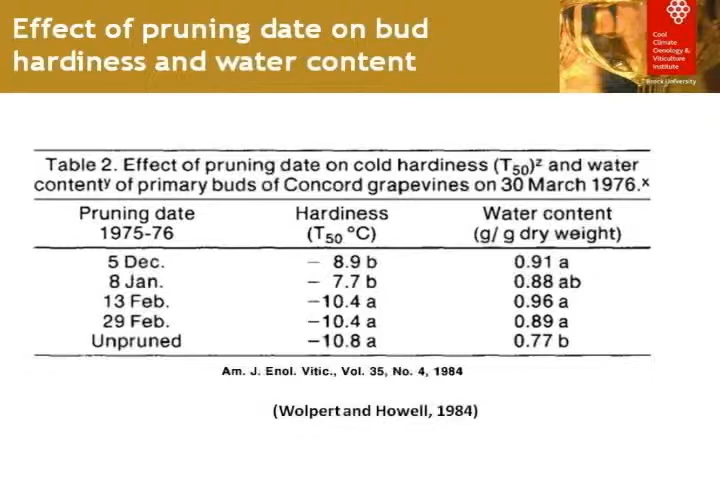 Effect of pruning date on bud
hardiness and water content
Cool
Climate
Oenology &
Viticulture
Institute
Brock University
Table 2. Effect of pruning date on cold hardiness (T50)z and water
contenty of primary buds of Concord grapevines on 30 March 1976.x
Pruning date Hardiness Water content
1975-76 (T50 °C) (g/ g dry weight)
5 Dec. − 8.9 b 0.91 a
8 Jan. − 7.7 b 0.88 ab
13 Feb. −10.4 a 0.96 a
29 Feb. −10.4 a 0.89 a
Unpruned −10.8 a 0.77 b
Am. J. Enol. Vitic., Vol. 35, No. 4, 1984
(Wolpert and Howell, 1984)